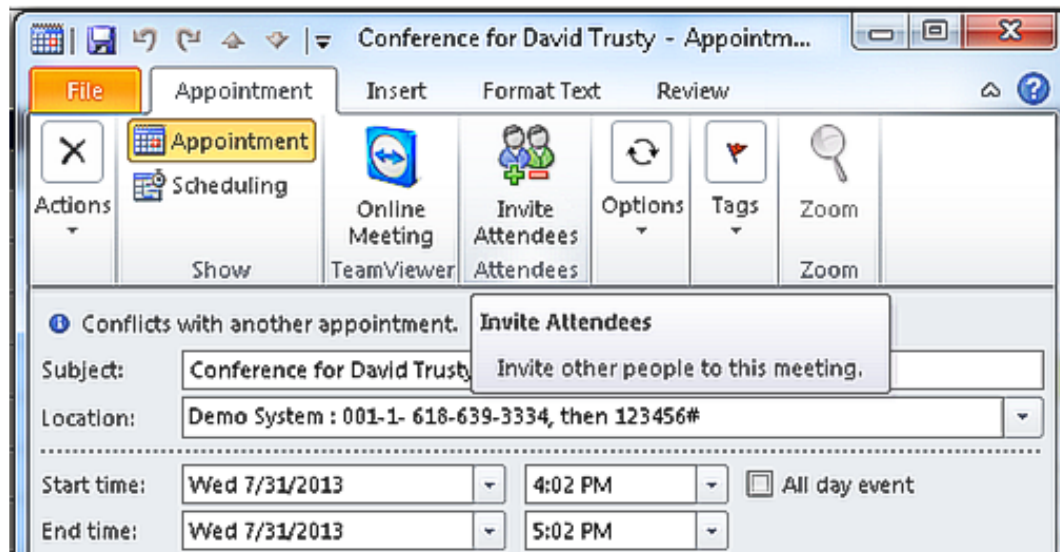 Conference for David Trusty - Appointm...
File Appointment Insert Format Text Review
Actions
Appointment
Scheduling
Show
Online Meeting
TeamViewer
Invite Attendees
Attendees
Options
Tags
Zoom
Zoom
Conflicts with another appointment.
Invite Attendees
Invite other people to this meeting.
Subject: Conference for David Trusty
Location: Demo System : 001-1- 618-639-3334, then 123456#
Start time: Wed 7/31/2013 4:02 PM All day event
End time: Wed 7/31/2013 5:02 PM